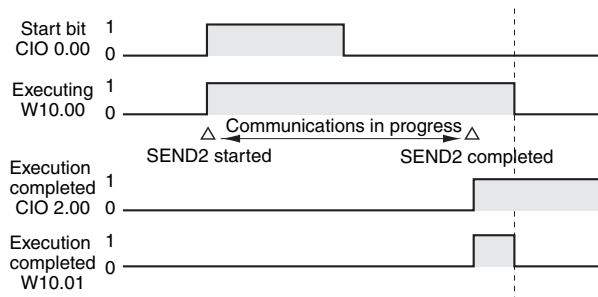 Start bit
CIO 0.00
1
0
Executing
W10.00
1
0
Communications in progress
SEND2 started
SEND2 completed
Execution
completed
CIO 2.00
1
0
Execution
completed
W10.01
1
0